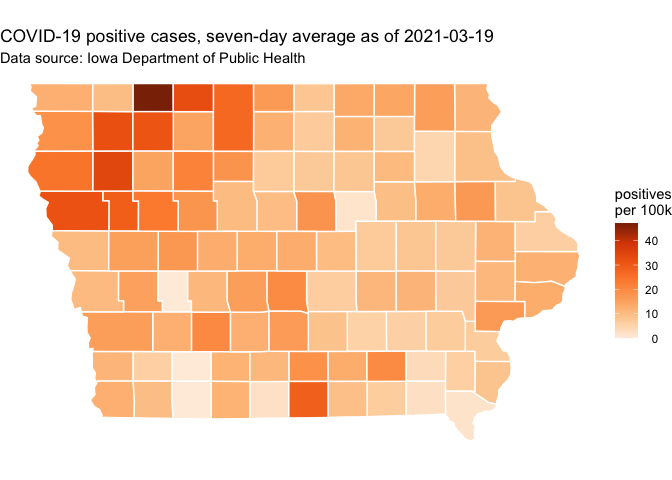 COVID-19 positive cases, seven-day average as of 2021-03-19
Data source: Iowa Department of Public Health
positives
per 100k
40
30
20
10
0